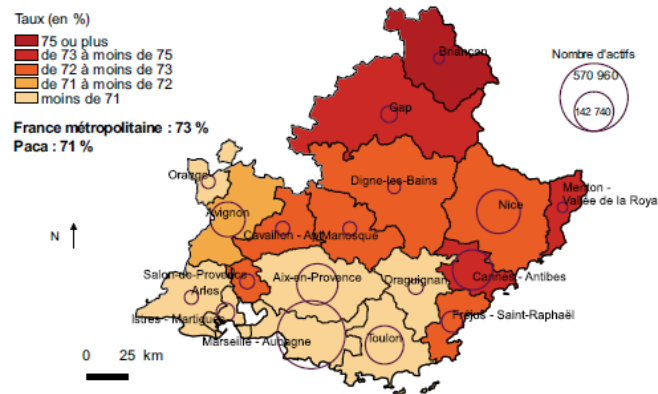 Taux (en %)
75 ou plus
de 73 à moins de 75
de 72 à moins de 73
de 71 à moins de 72
moins de 71
France métropolitaine : 73 %
Paca : 71 %
Nombre d'actifs
570 960
142 740
Briançon
Gap
Orange
Digne-les-Bains
Menton -
Vallée de la Roya
Avignon
Nice
N
Cavaillon - Apt
Manosque
Salon-de-Provence
Aix-en-Provence
Draguignan
Cannes - Antibes
Arles
Istres - Martigues
Fréjus - Saint-Raphaël
Marseille - Aubagne
Toulon
0 25 km